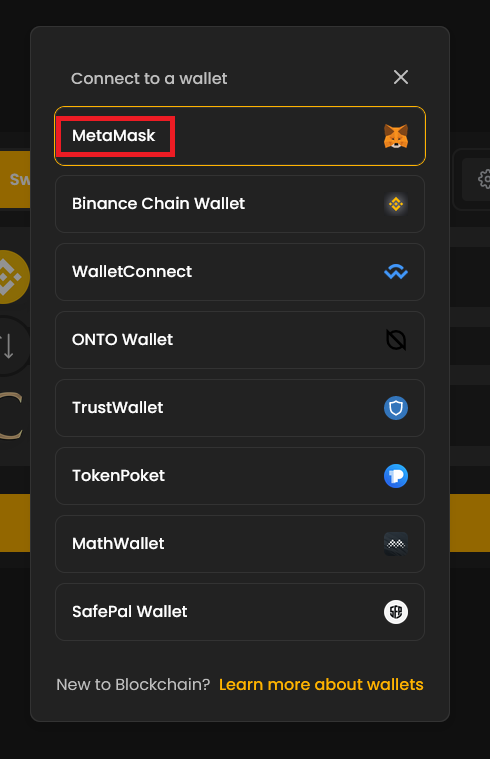 Connect to a wallet
MetaMask
Sw
Binance Chain Wallet
WalletConnect
ONTO Wallet
C
TrustWallet
TokenPoket
MathWallet
SafePal Wallet
New to Blockchain? Learn more about wallets